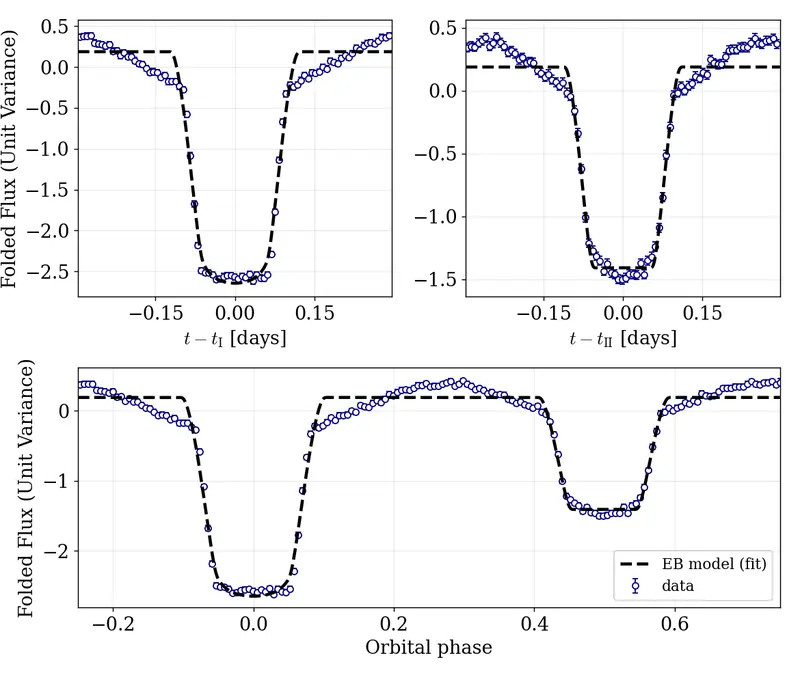 0.5
0.0
−0.5
−1.0
−1.5
−2.0
−2.5
Folded Flux (Unit Variance)
−0.15 0.00 0.15
t − t_I [days]
0.5
0.0
−0.5
−1.0
−1.5
−0.15 0.00 0.15
t − t_II [days]
0
−1
−2
Folded Flux (Unit Variance)
EB model (fit)
data
−0.2 0.0 0.2 0.4 0.6
Orbital phase